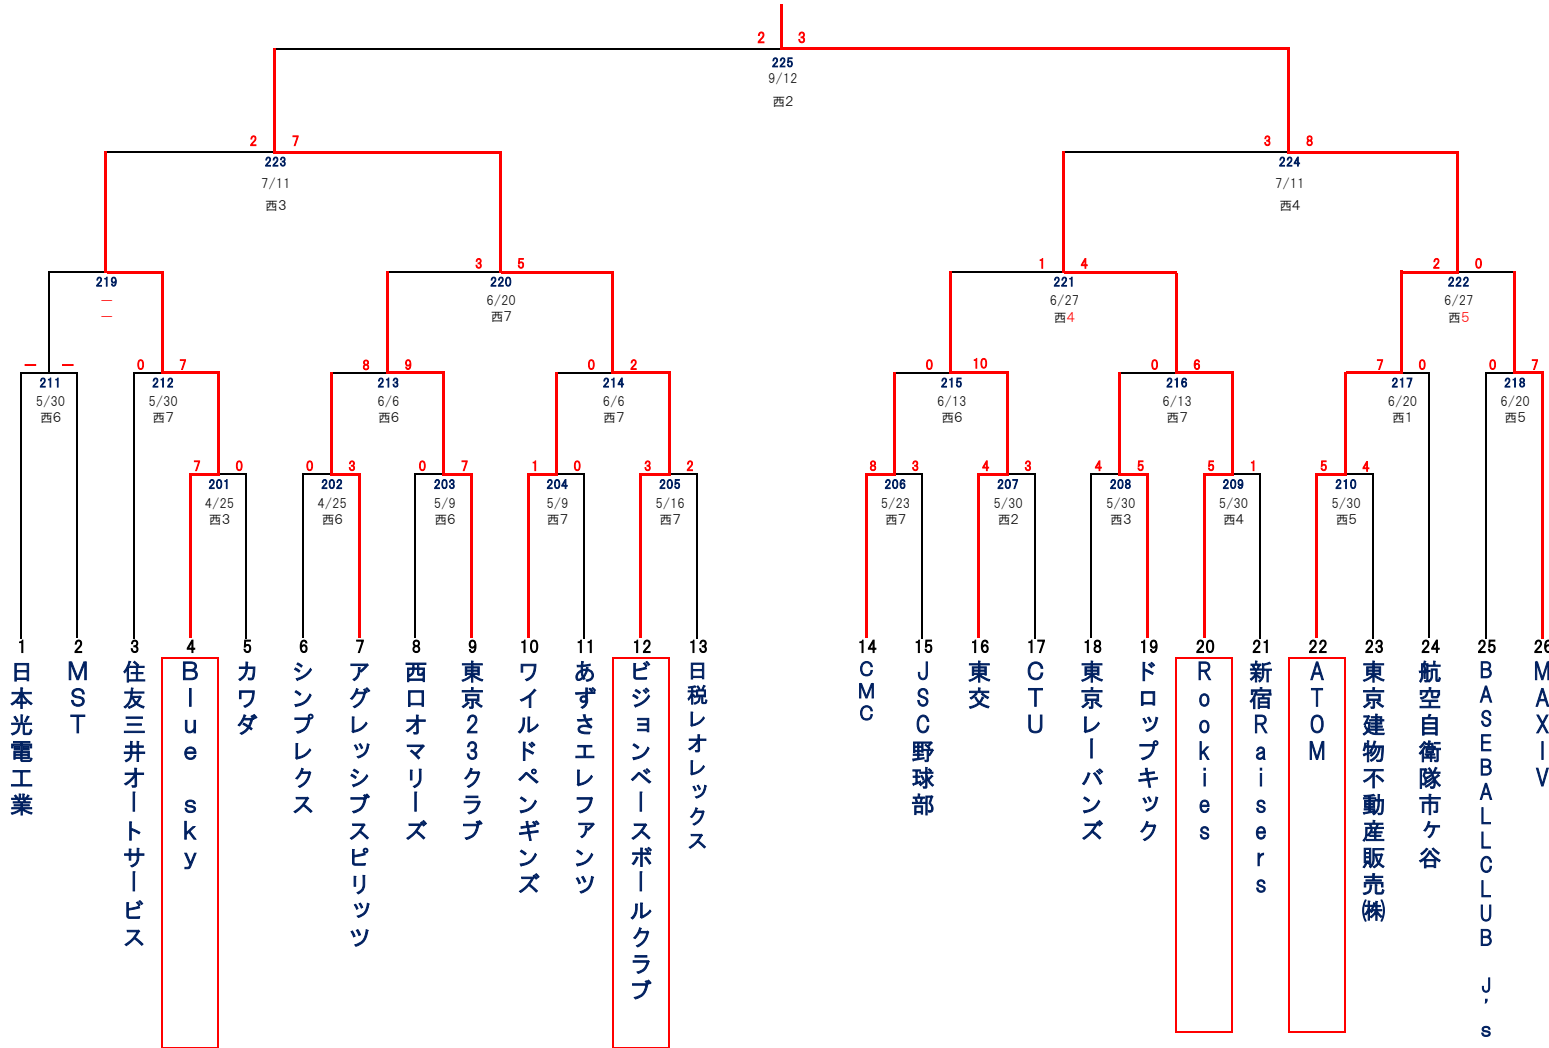 2 3
225
9/12
西2
2 7
223
7/11
西3
3 8
224
7/11
西4
219
—
—
3 5
220
6/20
西7
1 4
221
6/27
西4
2 0
222
6/27
西5
— —
211
5/30
西6
0 7
212
5/30
西7
8 9
213
6/6
西6
0 2
214
6/6
西7
0 10
215
6/13
西6
0 6
216
6/13
西7
7 0
217
6/20
西1
0 7
218
6/20
西5
7 0
201
4/25
西3
0 3
202
4/25
西6
0 7
203
5/9
西6
1 0
204
5/9
西7
3 2
205
5/16
西7
8 3
206
5/23
西7
4 3
207
5/30
西2
4 5
208
5/30
西3
5 1
209
5/30
西4
5 4
210
5/30
西5
1
日本光電工業
2
MST
3
住友三井オートサービス
4
Blue sky
5
カワダ
6
シンプレクス
7
アグレッシブスピリッツ
8
西口オマリーズ
9
東京23クラブ
10
ワイルドペンギンズ
11
あずさエレファンツ
12
ビジョンベースボールクラブ
13
日税レオレックス
14
CMC
15
JSC野球部
16
東交
17
CTU
18
東京レーバンズ
19
ドロップキック
20
Rookies
21
新宿Raisers
22
ATOM
23
東京建物不動産販売㈱
24
航空自衛隊市ケ谷
25
BASEBALLCLUB J's
26
MAXIV